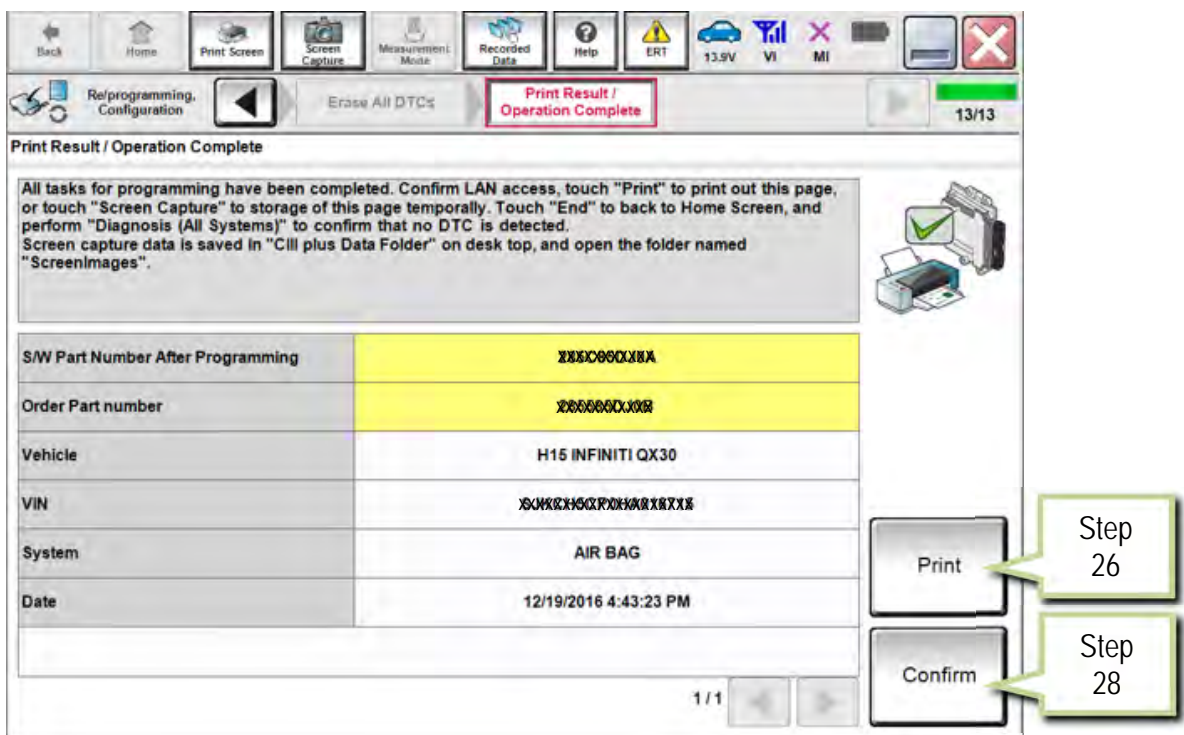 Back
Home
Print Screen
Screen
Capture
Measurement
Mode
Recorded
Data
Help
ERT
13.9V
VI
MI
Re/programming,
Configuration
Erase All DTCs
Print Result /
Operation Complete
13/13
Print Result / Operation Complete
All tasks for programming have been completed. Confirm LAN access, touch "Print" to print out this page,
or touch "Screen Capture" to storage of this page temporally. Touch "End" to back to Home Screen, and
perform "Diagnosis (All Systems)" to confirm that no DTC is detected.
Screen capture data is saved in "CIII plus Data Folder" on desk top, and open the folder named
"ScreenImages".
S/W Part Number After Programming
Order Part number
Vehicle
H15 INFINITI QX30
VIN
System
AIR BAG
Date
12/19/2016 4:43:23 PM
Print
Step
26
Confirm
Step
28
1/1